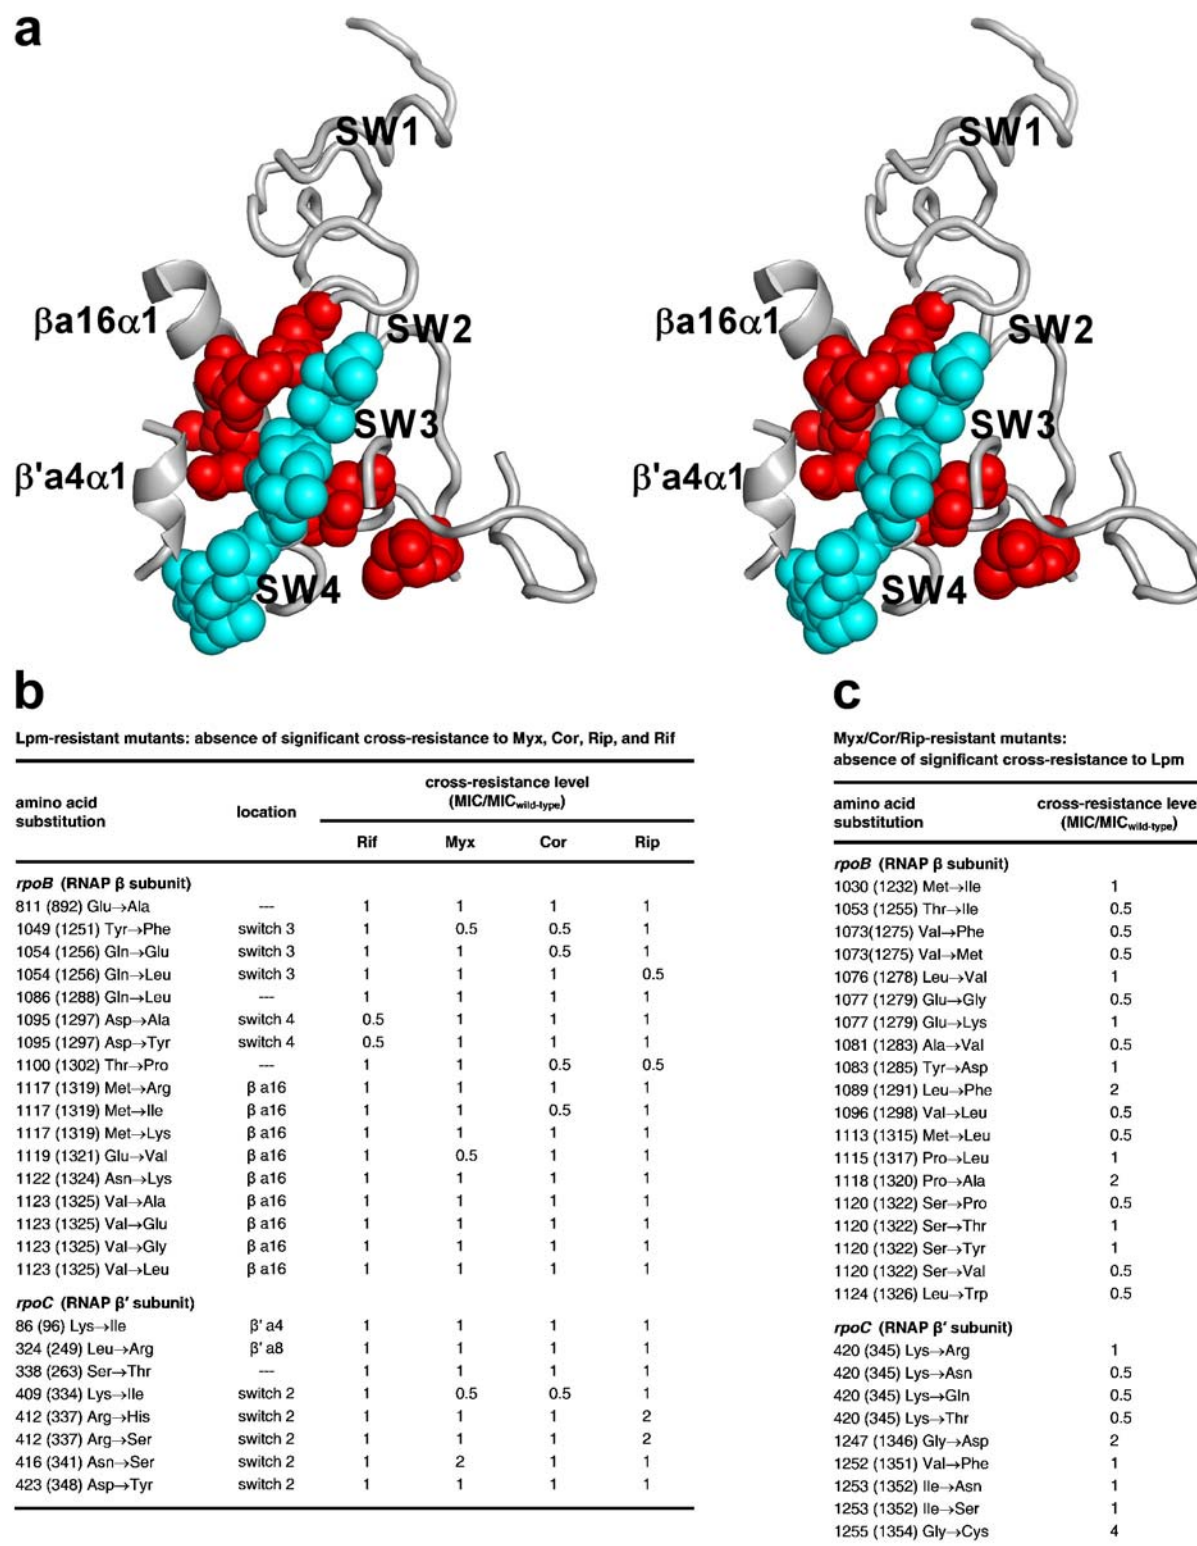 a
SW1
SW1
βa16α1
SW2
βa16α1
SW2
SW3
SW3
β'a4α1
β'a4α1
SW4
SW4
b
Lpm-resistant mutants: absence of significant cross-resistance to Myx, Cor, Rip, and Rif
amino acid substitution location cross-resistance level (MIC/MICwild-type)
Rif Myx Cor Rip
rpoB (RNAP β subunit)
811 (892) Glu→Ala --- 1 1 1 1
1049 (1251) Tyr→Phe switch 3 1 0.5 0.5 1
1054 (1256) Gln→Glu switch 3 1 1 0.5 1
1054 (1256) Gln→Leu switch 3 1 1 1 0.5
1086 (1288) Gln→Leu --- 1 1 1 1
1095 (1297) Asp→Ala switch 4 0.5 1 1 1
1095 (1297) Asp→Tyr switch 4 0.5 1 1 1
1100 (1302) Thr→Pro --- 1 1 0.5 0.5
1117 (1319) Met→Arg β a16 1 1 1 1
1117 (1319) Met→Ile β a16 1 1 0.5 1
1117 (1319) Met→Lys β a16 1 1 1 1
1119 (1321) Glu→Val β a16 1 0.5 1 1
1122 (1324) Asn→Lys β a16 1 1 1 1
1123 (1325) Val→Ala β a16 1 1 1 1
1123 (1325) Val→Glu β a16 1 1 1 1
1123 (1325) Val→Gly β a16 1 1 1 1
1123 (1325) Val→Leu β a16 1 1 1 1
rpoC (RNAP β' subunit)
86 (96) Lys→Ile β' a4 1 1 1 1
324 (249) Leu→Arg β' a8 1 1 1 1
338 (263) Ser→Thr --- 1 1 1 1
409 (334) Lys→Ile switch 2 1 0.5 0.5 1
412 (337) Arg→His switch 2 1 1 1 2
412 (337) Arg→Ser switch 2 1 1 1 2
416 (341) Asn→Ser switch 2 1 2 1 1
423 (348) Asp→Tyr switch 2 1 1 1 1
c
Myx/Cor/Rip-resistant mutants:
absence of significant cross-resistance to Lpm
amino acid cross-resistance leve
substitution (MIC/MICwild-type)
rpoB (RNAP β subunit)
1030 (1232) Met→Ile 1
1053 (1255) Thr→Ile 0.5
1073(1275) Val→Phe 0.5
1073(1275) Val→Met 0.5
1076 (1278) Leu→Val 1
1077 (1279) Glu→Gly 0.5
1077 (1279) Glu→Lys 1
1081 (1283) Ala→Val 0.5
1083 (1285) Tyr→Asp 1
1089 (1291) Leu→Phe 2
1096 (1298) Val→Leu 0.5
1113 (1315) Met→Leu 0.5
1115 (1317) Pro→Leu 1
1118 (1320) Pro→Ala 2
1120 (1322) Ser→Pro 0.5
1120 (1322) Ser→Thr 1
1120 (1322) Ser→Tyr 1
1120 (1322) Ser→Val 0.5
1124 (1326) Leu→Trp 0.5
rpoC (RNAP β' subunit)
420 (345) Lys→Arg 1
420 (345) Lys→Asn 0.5
420 (345) Lys→Gln 0.5
420 (345) Lys→Thr 0.5
1247 (1346) Gly→Asp 2
1252 (1351) Val→Phe 1
1253 (1352) Ile→Asn 1
1253 (1352) Ile→Ser 1
1255 (1354) Gly→Cys 4